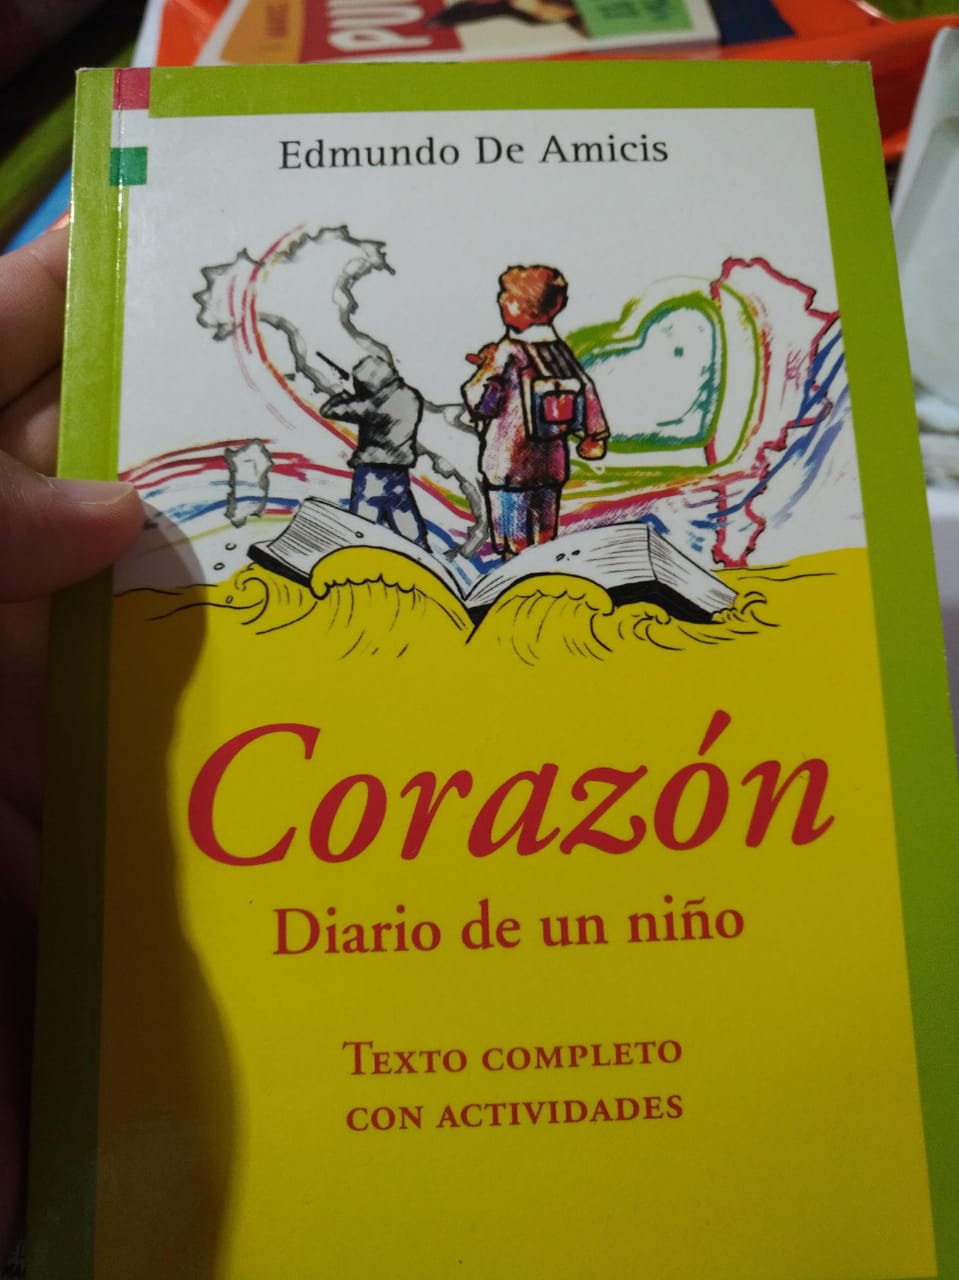 Edmundo De Amicis
Corazón
Diario de un niño
Texto completo
con actividades